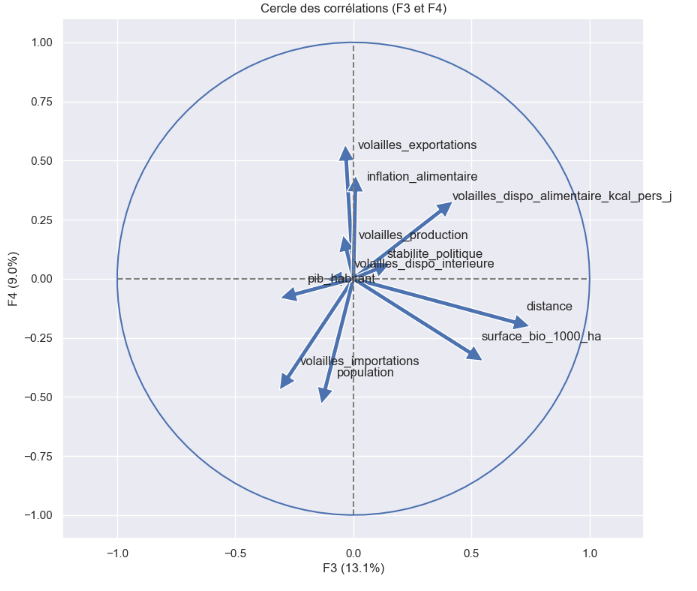 Cercle des corrélations (F3 et F4)
1.00
0.75
0.50
0.25
0.00
−0.25
−0.50
−0.75
−1.00
F4 (9.0%)
volailles_exportations
inflation_alimentaire
volailles_dispo_alimentaire_kcal_pers_j
volailles_production
stabilite_politique
volailles_dispo_interieure
pib_habitant
distance
surface_bio_1000_ha
volailles_importations
population
−1.0
−0.5
0.0
0.5
1.0
F3 (13.1%)